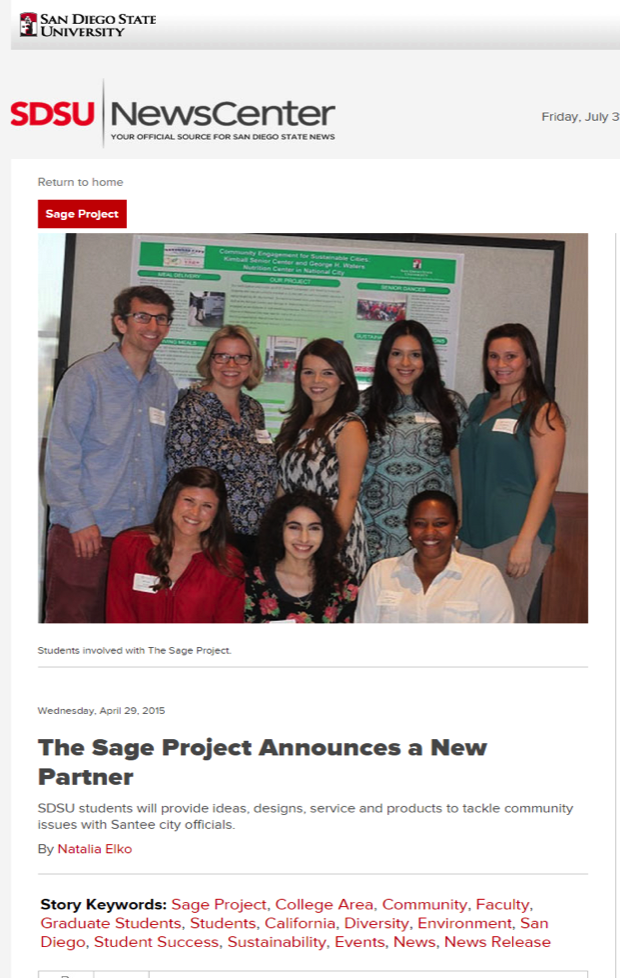 SAN DIEGO STATE
UNIVERSITY
SDSU NewsCenter
YOUR OFFICIAL SOURCE FOR SAN DIEGO STATE NEWS
Friday, July 3
Return to home
Sage Project
Community Engagement for Sustainable Cities:
Kimball Senior Center and George H. Waters
Nutrition Center in National City
MEAL DELIVERY
OUR PROJECT
SENIOR DANCES
Students involved with The Sage Project.
Wednesday, April 29, 2015
The Sage Project Announces a New
Partner
SDSU students will provide ideas, designs, service and products to tackle community
issues with Santee city officials.
By Natalia Elko
Story Keywords: Sage Project, College Area, Community, Faculty,
Graduate Students, Students, California, Diversity, Environment, San
Diego, Student Success, Sustainability, Events, News, News Release